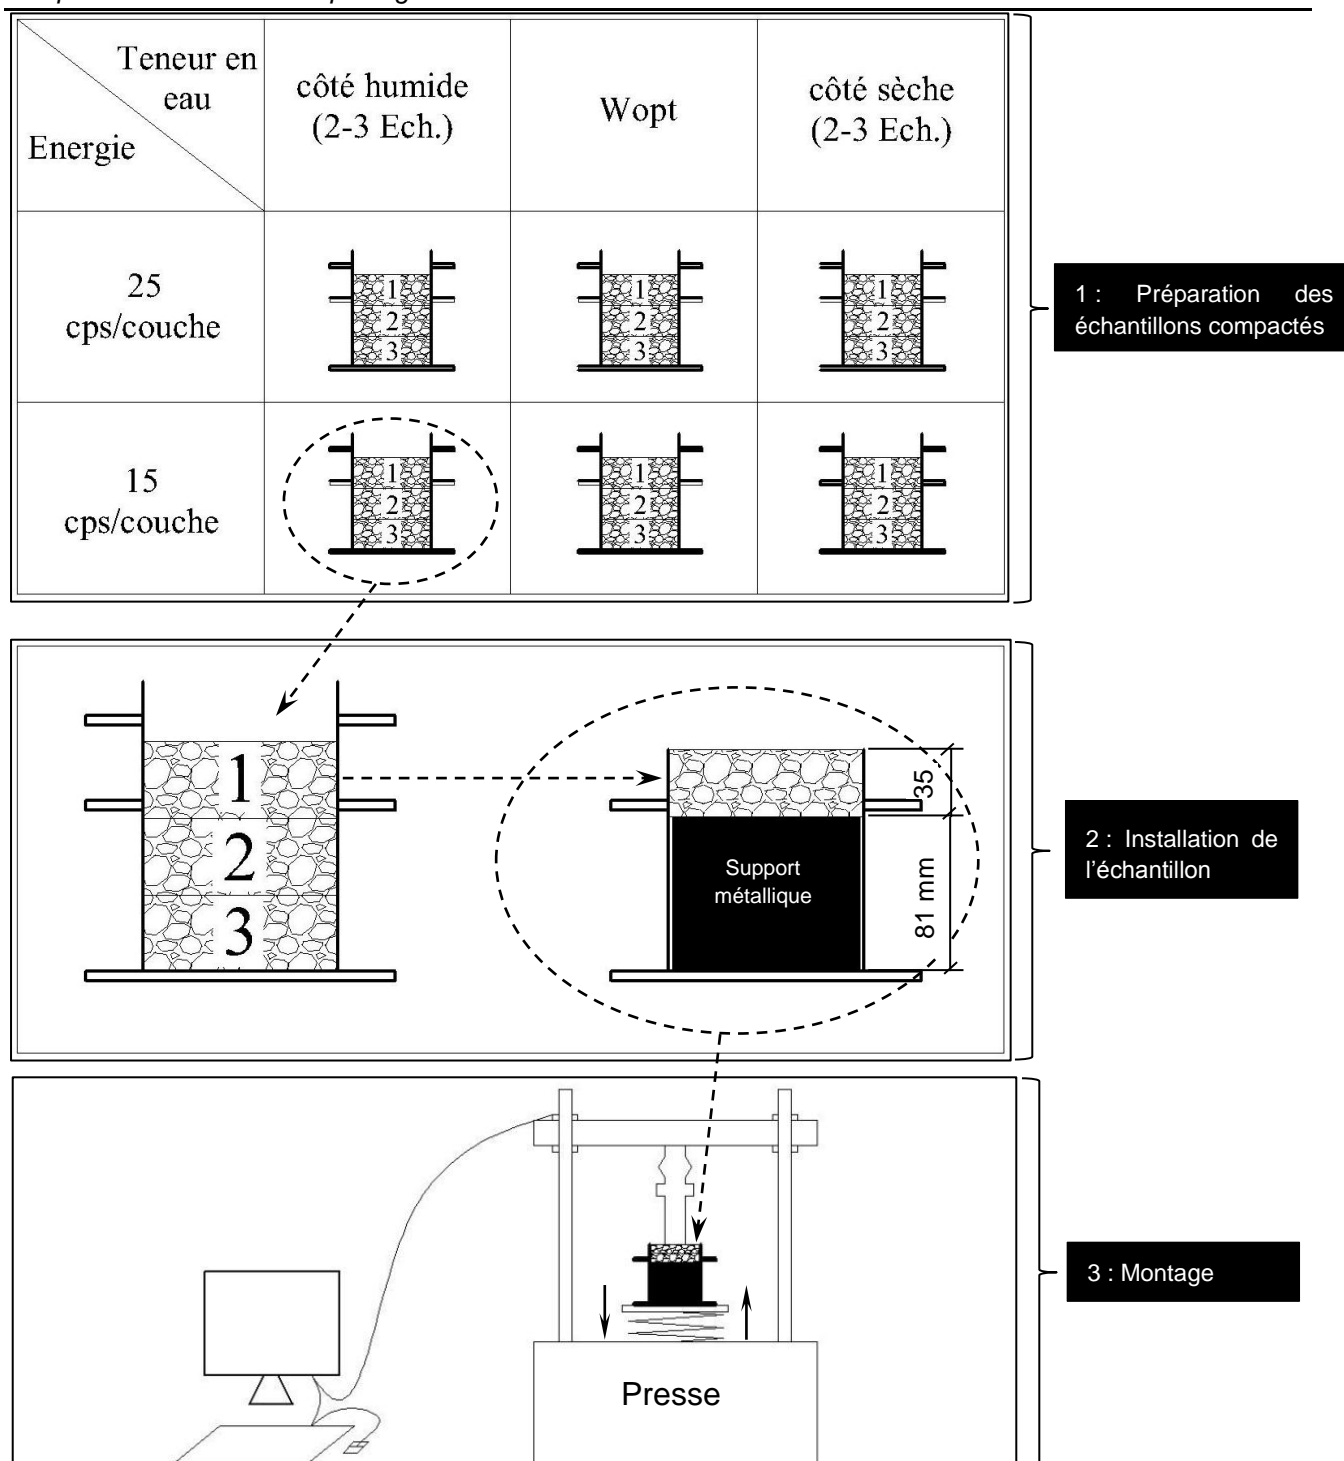 Teneur en
eau
Energie
côté humide
(2-3 Ech.)
Wopt
côté sèche
(2-3 Ech.)
25
cps/couche
1
2
3
1
2
3
1
2
3
1 : Préparation des
échantillons compactés
15
cps/couche
1
2
3
1
2
3
1
2
3
1
2
3
35
Support
métallique
81 mm
2 : Installation de
l'échantillon
3 : Montage
Presse